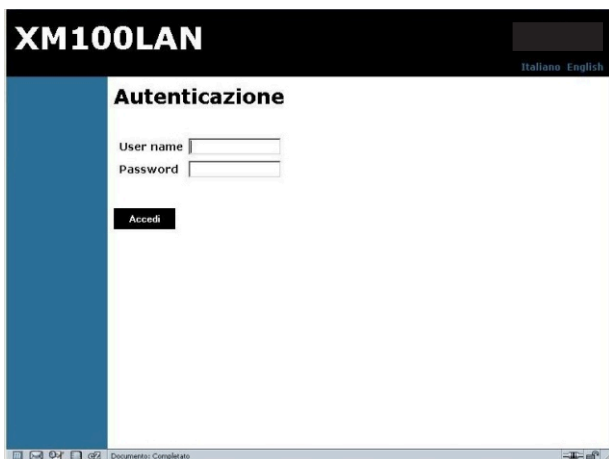 XM100LAN
Italiano English
Autenticazione
User name
Password
Accedi
Documento: Completato